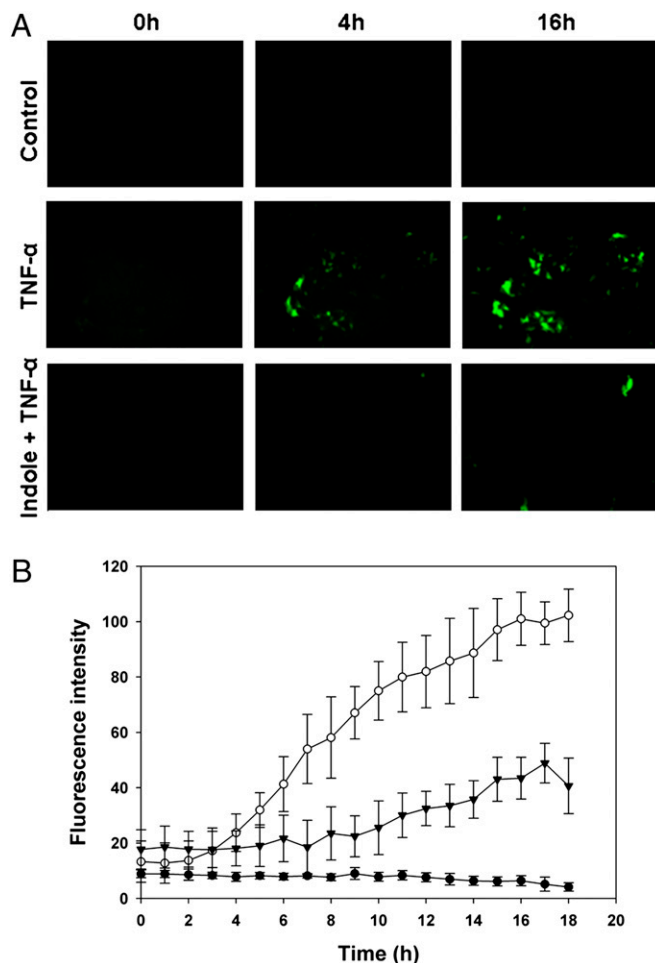 A
0h 4h 16h
Control
TNF-α
Indole + TNF-α
B
Fluorescence intensity
120
100
80
60
40
20
0
0 2 4 6 8 10 12 14 16 18 20
Time (h)